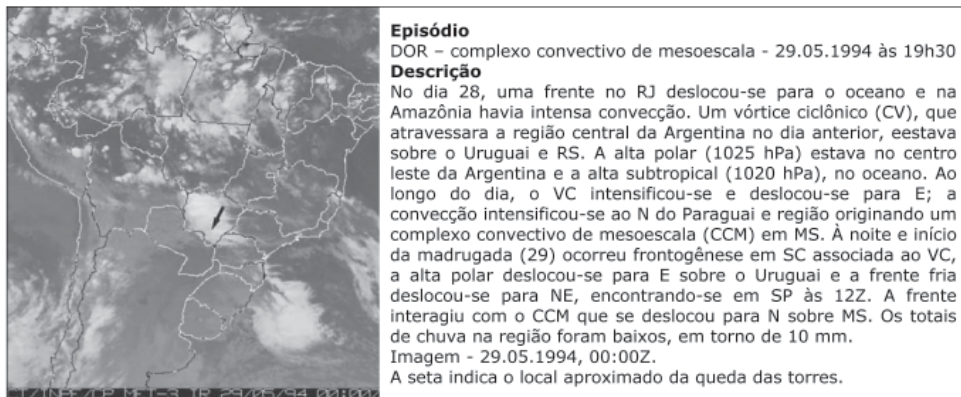 Episódio
DOR – complexo convectivo de mesoescala - 29.05.1994 às 19h30
Descrição
No dia 28, uma frente no RJ deslocou-se para o oceano e na
Amazônia havia intensa convecção. Um vórtice ciclônico (CV), que
atravessara a região central da Argentina no dia anterior, eestava
sobre o Uruguai e RS. A alta polar (1025 hPa) estava no centro
leste da Argentina e a alta subtropical (1020 hPa), no oceano. Ao
longo do dia, o VC intensificou-se e deslocou-se para E; a
convecção intensificou-se ao N do Paraguai e região originando um
complexo convectivo de mesoescala (CCM) em MS. À noite e início
da madrugada (29) ocorreu frontogênese em SC associada ao VC,
a alta polar deslocou-se para E sobre o Uruguai e a frente fria
deslocou-se para NE, encontrando-se em SP às 12Z. A frente
interagiu com o CCM que se deslocou para N sobre MS. Os totais
de chuva na região foram baixos, em torno de 10 mm.
Imagem - 29.05.1994, 00:00Z.
A seta indica o local aproximado da queda das torres.
MET-3 IR 29/05/94 00:00